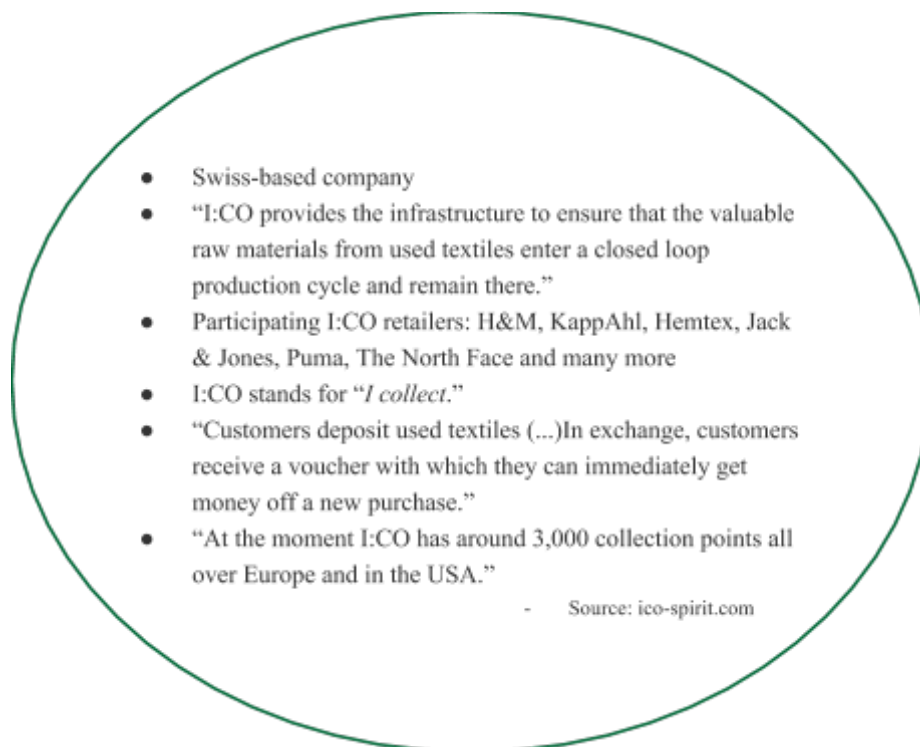 ● Swiss-based company
● “I:CO provides the infrastructure to ensure that the valuable
raw materials from used textiles enter a closed loop
production cycle and remain there.”
● Participating I:CO retailers: H&M, KappAhl, Hemtex, Jack
& Jones, Puma, The North Face and many more
● I:CO stands for “I collect.”
● “Customers deposit used textiles (...)In exchange, customers
receive a voucher with which they can immediately get
money off a new purchase.”
● “At the moment I:CO has around 3,000 collection points all
over Europe and in the USA.”
- Source: ico-spirit.com